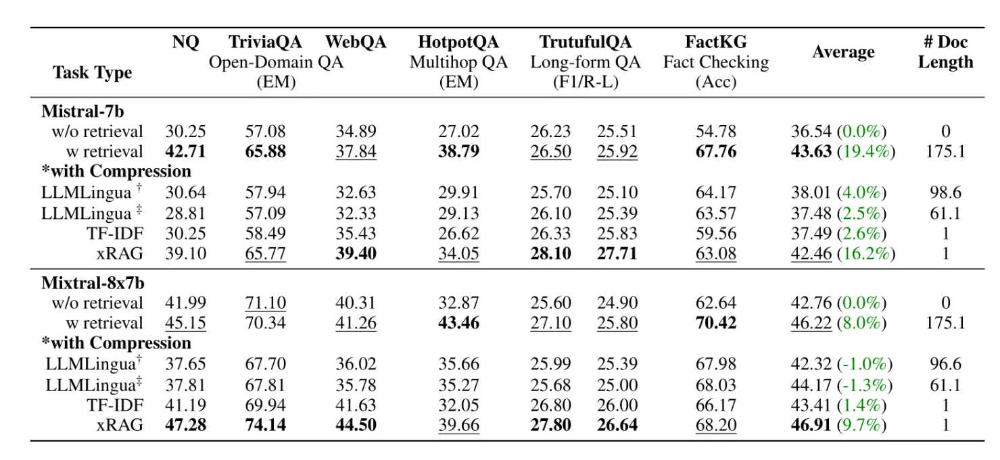 NQ TriviaQA WebQA HotpotQA TrutufulQA FactKG Average # Doc
Task Type Open-Domain QA Multihop QA Long-form QA Fact Checking Length
(EM) (EM) (F1/R-L) (Acc)
Mistral-7b
w/o retrieval 30.25 57.08 34.89 27.02 26.23 25.51 54.78 36.54 (0.0%) 0
w retrieval 42.71 65.88 37.84 38.79 26.50 25.92 67.76 43.63 (19.4%) 175.1
*with Compression
LLMLingua † 30.64 57.94 32.63 29.91 25.70 25.10 64.17 38.01 (4.0%) 98.6
LLMLingua ‡ 28.81 57.09 32.33 29.13 26.10 25.39 63.57 37.48 (2.5%) 61.1
TF-IDF 30.25 58.49 35.43 26.62 26.33 25.83 59.56 37.49 (2.6%) 1
xRAG 39.10 65.77 39.40 34.05 28.10 27.71 63.08 42.46 (16.2%) 1
Mixtral-8x7b
w/o retrieval 41.99 71.10 40.31 32.87 25.60 24.90 62.64 42.76 (0.0%) 0
w retrieval 45.15 70.34 41.26 43.46 27.10 25.80 70.42 46.22 (8.0%) 175.1
*with Compression
LLMLingua† 37.65 67.70 36.02 35.66 25.99 25.39 67.98 42.32 (-1.0%) 96.6
LLMLingua‡ 37.81 67.81 35.78 35.27 25.68 25.00 68.03 44.17 (-1.3%) 61.1
TF-IDF 41.19 69.94 41.63 32.05 26.80 26.00 66.17 43.41 (1.4%) 1
xRAG 47.28 74.14 44.50 39.66 27.80 26.64 68.20 46.91 (9.7%) 1